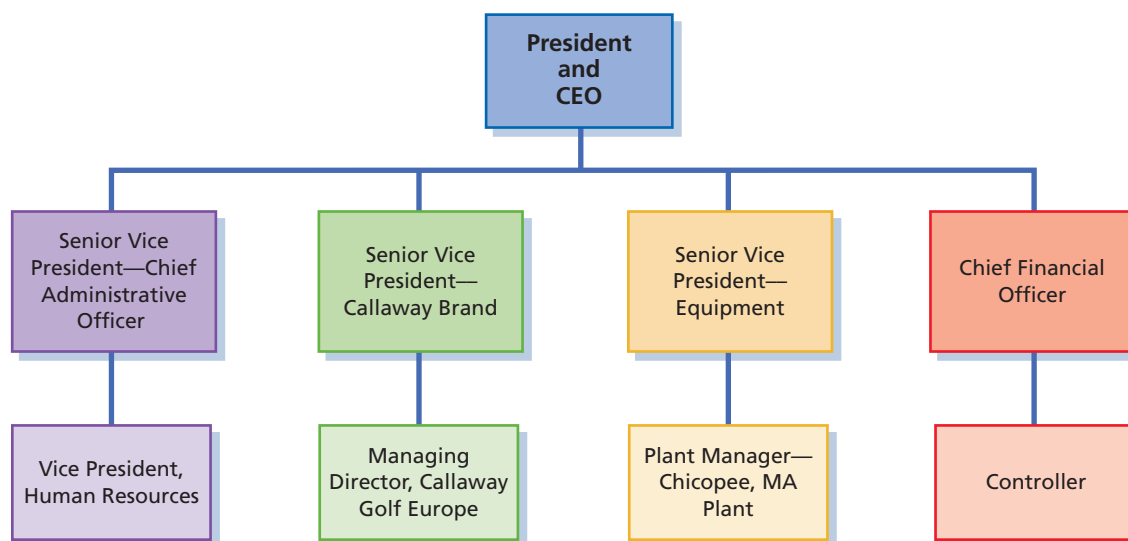 President
and
CEO
Senior Vice
President—Chief
Administrative
Officer
Senior Vice
President—
Callaway Brand
Senior Vice
President—
Equipment
Chief Financial
Officer
Vice President,
Human Resources
Managing
Director, Callaway
Golf Europe
Plant Manager—
Chicopee, MA
Plant
Controller